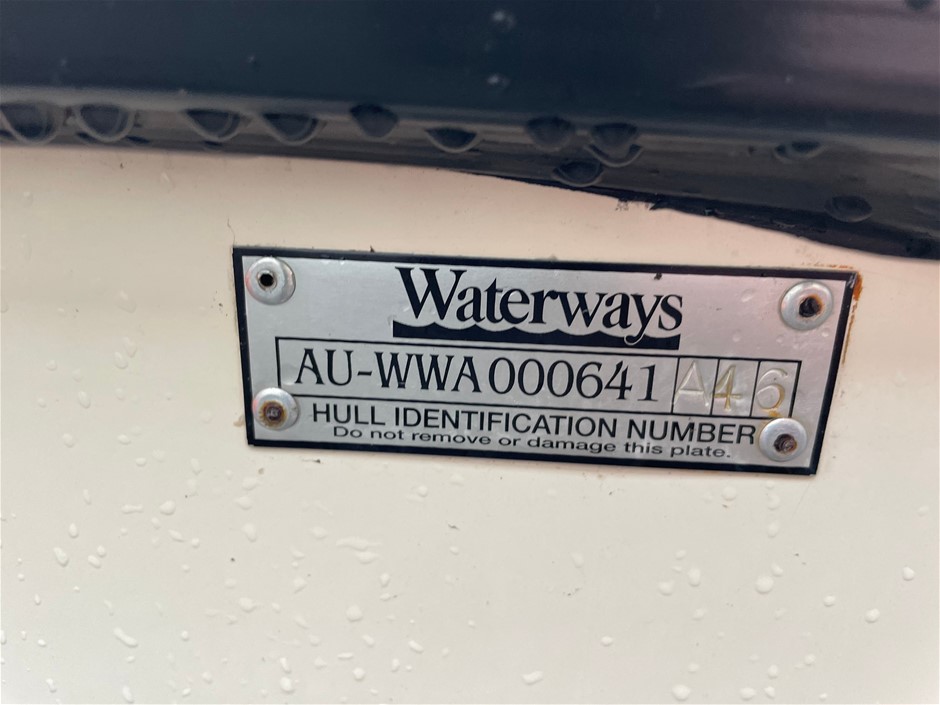 Waterways
AU-WWA000641A46
HULL IDENTIFICATION NUMBER
Do not remove or damage this plate.